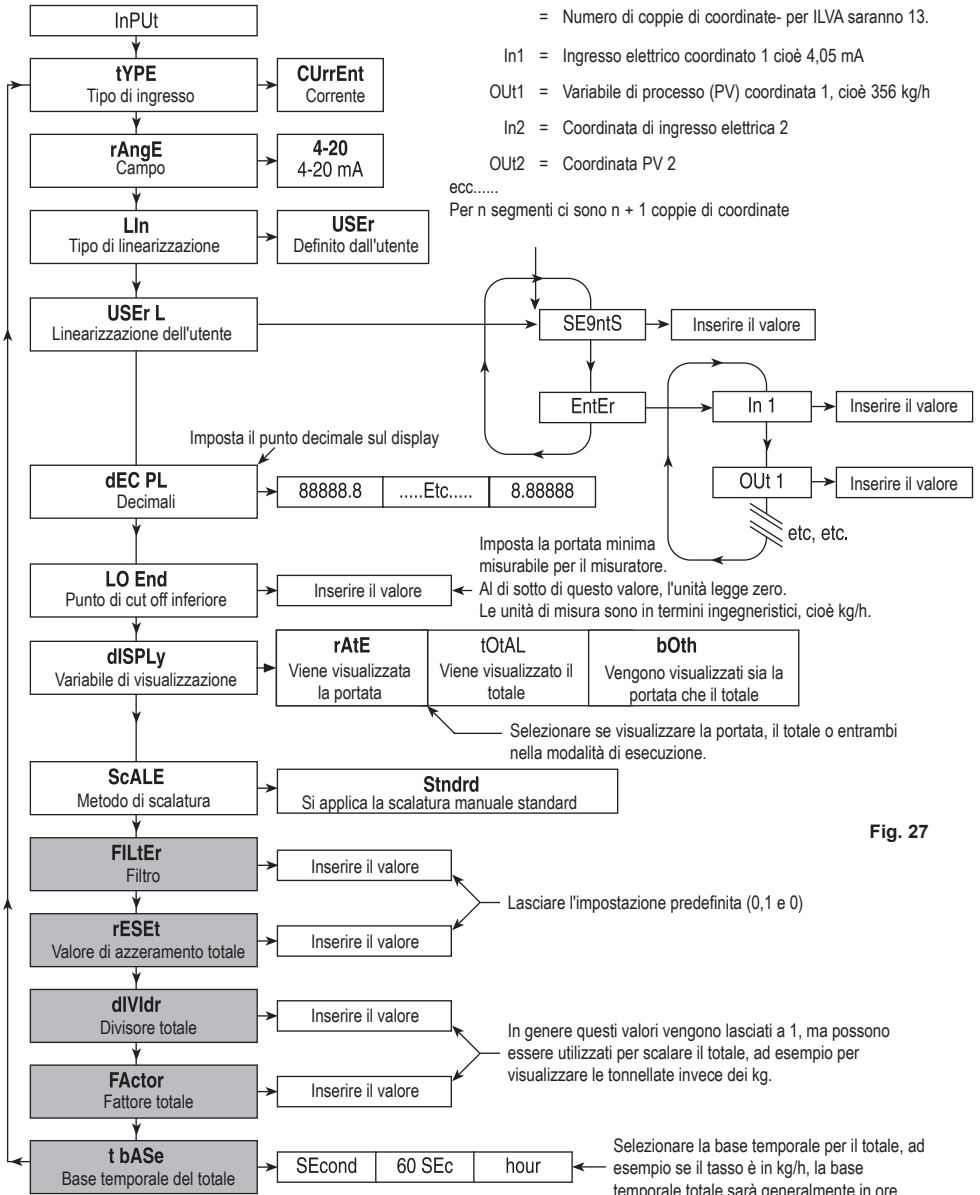 InPUt
= Numero di coppie di coordinate- per ILVA saranno 13.
In1 = Ingresso elettrico coordinato 1 cioè 4,05 mA
OUt1 = Variabile di processo (PV) coordinata 1, cioè 356 kg/h
In2 = Coordinata di ingresso elettrica 2
OUt2 = Coordinata PV 2
ecc......
Per n segmenti ci sono n + 1 coppie di coordinate
tYPE
Tipo di ingresso
CUrrEnt
Corrente
rAngE
Campo
4-20
4-20 mA
LIn
Tipo di linearizzazione
USEr
Definito dall'utente
USEr L
Linearizzazione dell'utente
SE9ntS
Inserire il valore
EntEr
In 1
Inserire il valore
OUt 1
Inserire il valore
etc, etc.
Imposta il punto decimale sul display
dEC PL
Decimali
88888.8
.....Etc.....
8.88888
LO End
Punto di cut off inferiore
Inserire il valore
Imposta la portata minima
misurabile per il misuratore.
Al di sotto di questo valore, l'unità legge zero.
Le unità di misura sono in termini ingegneristici, cioè kg/h.
dISPLy
Variabile di visualizzazione
rAtE
Viene visualizzata
la portata
tOtAL
Viene visualizzato il
totale
bOth
Vengono visualizzati sia la
portata che il totale
Selezionare se visualizzare la portata, il totale o entrambi
nella modalità di esecuzione.
ScALE
Metodo di scalatura
Stndrd
Si applica la scalatura manuale standard
Fig. 27
FILtEr
Filtro
Inserire il valore
Lasciare l'impostazione predefinita (0,1 e 0)
rESEt
Valore di azzeramento totale
Inserire il valore
dIVIdr
Divisore totale
Inserire il valore
In genere questi valori vengono lasciati a 1, ma possono
essere utilizzati per scalare il totale, ad esempio per
visualizzare le tonnellate invece dei kg.
FActor
Fattore totale
Inserire il valore
t bASe
Base temporale del totale
SEcond
60 SEc
hour
Selezionare la base temporale per il totale, ad
esempio se il tasso è in kg/h, la base
temporale totale sarà generalmente in ore